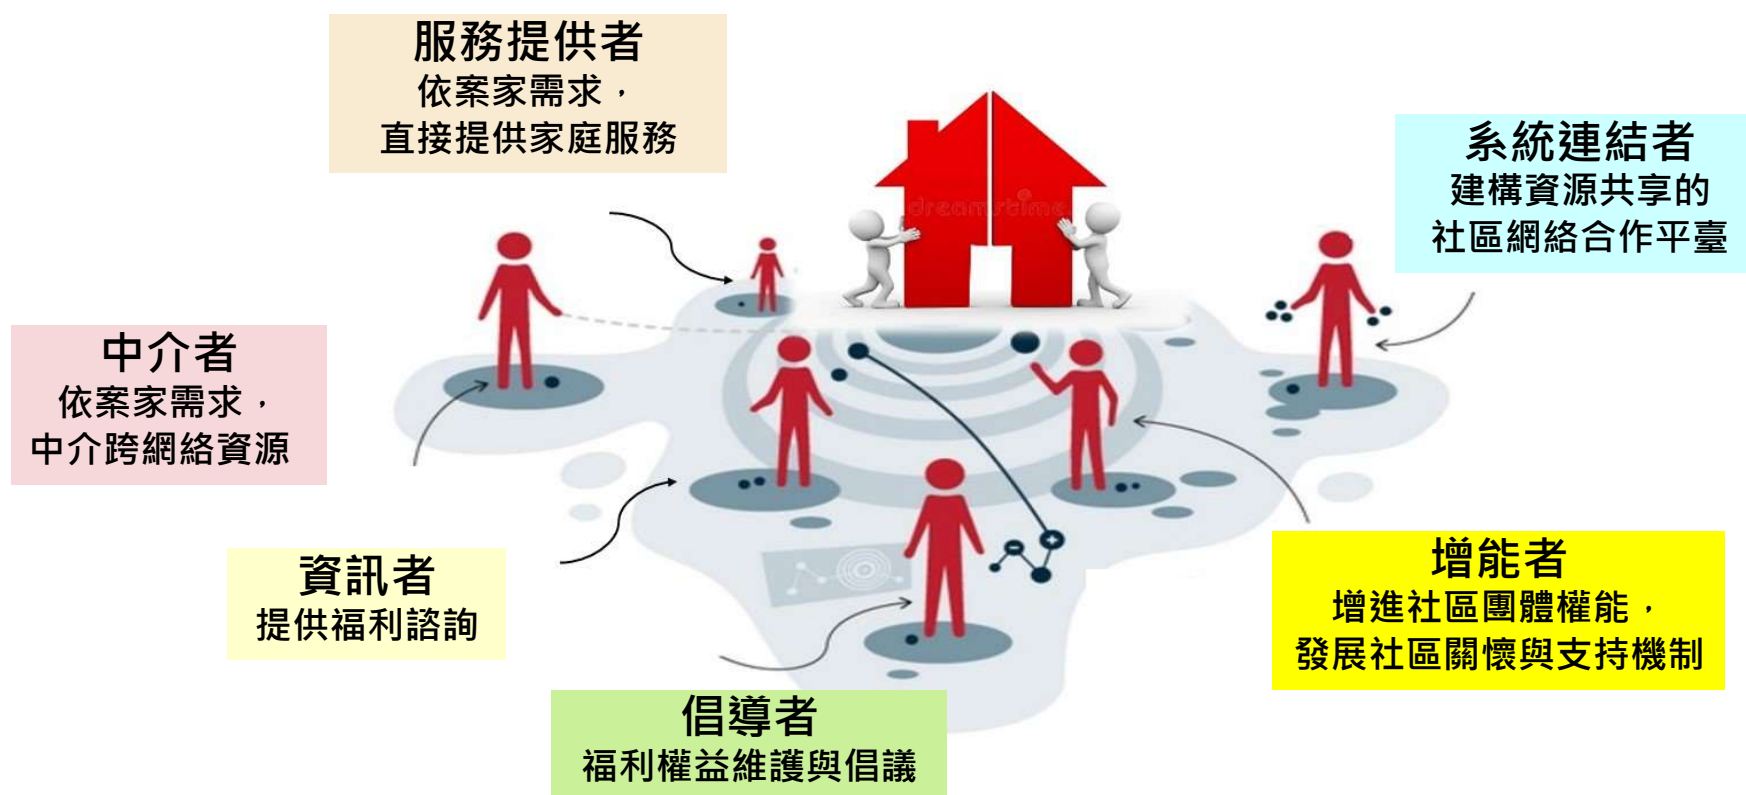 服務提供者
依案家需求，
直接提供家庭服務
系統連結者
建構資源共享的
社區網絡合作平臺
dreamstime
中介者
依案家需求，
中介跨網絡資源
資訊者
提供福利諮詢
增能者
增進社區團體權能，
發展社區關懷與支持機制
倡導者
福利權益維護與倡議